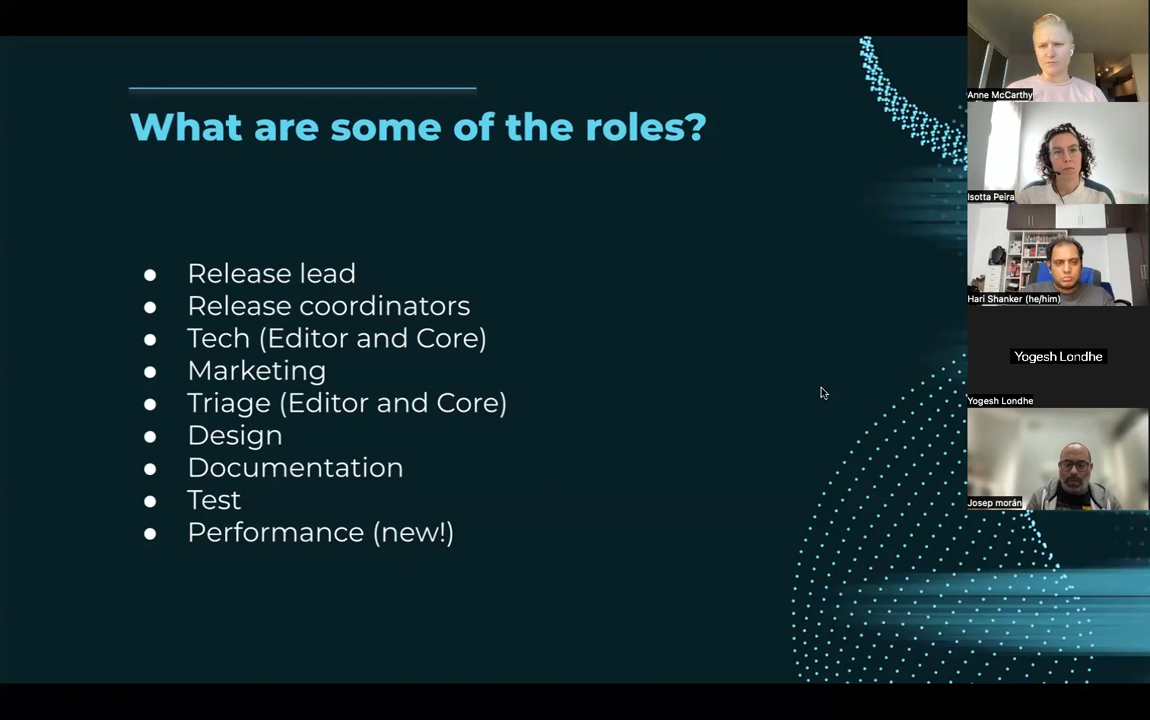 What are some of the roles?
● Release lead
● Release coordinators
● Tech (Editor and Core)
● Marketing
● Triage (Editor and Core)
● Design
● Documentation
● Test
● Performance (new!)
Anne McCarthy
Isotta Peira
Hari Shanker (he/him)
Yogesh Londhe
Yogesh Londhe
Josep morán